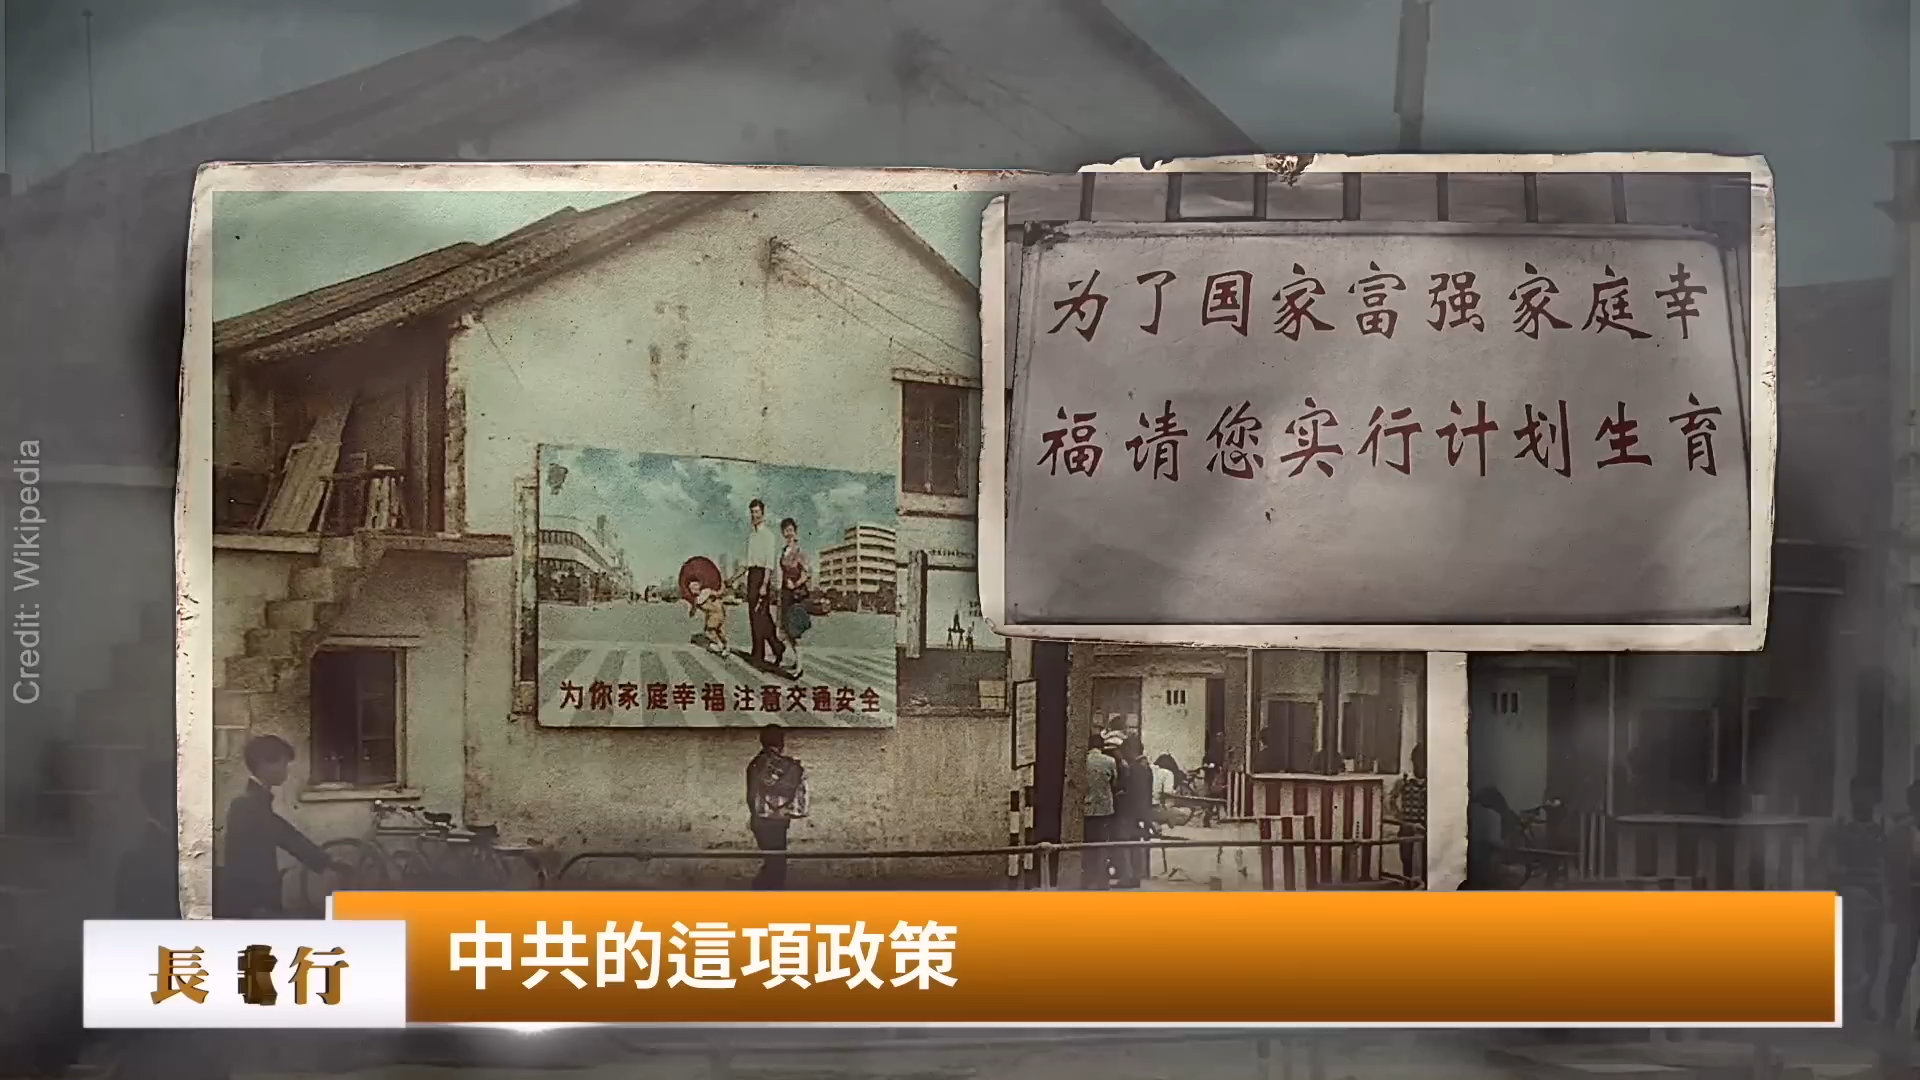 为了国家富强家庭幸
福请您实行计划生育
为你家庭幸福注意交通安全
Credit: Wikipedia
長歌行
中共的這項政策